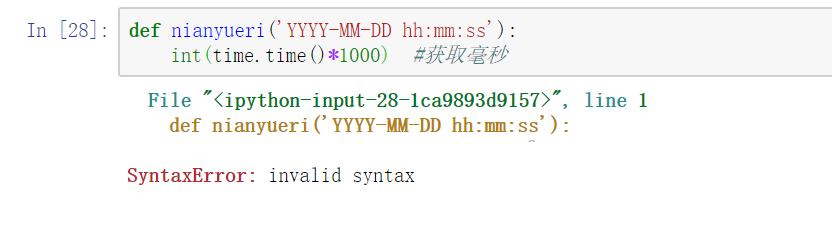 In [28]: def nianyueri('YYYY-MM-DD hh:mm:ss'):
int(time.time()*1000) #获取毫秒
File "<ipython-input-28-1ca9893d9157>", line 1
def nianyueri('YYYY-MM-DD hh:mm:ss'):
^
SyntaxError: invalid syntax